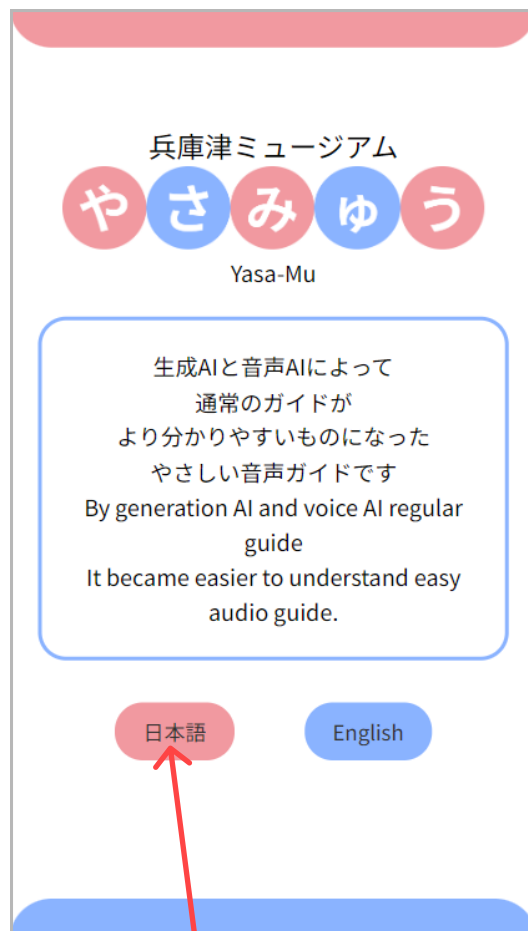 兵庫津ミュージアム
やさみゅう
Yasa-Mu
生成AIと音声AIによって
通常のガイドが
より分かりやすいものになった
やさしい音声ガイドです
By generation AI and voice AI regular
guide
It became easier to understand easy
audio guide.
日本語
English